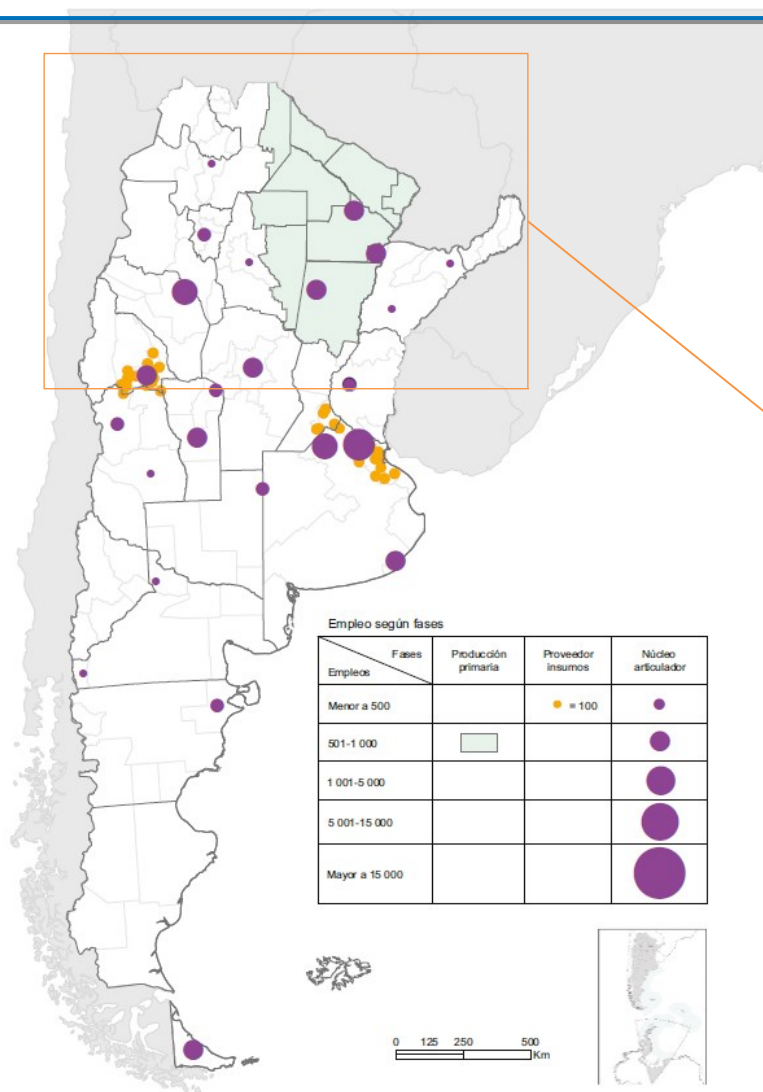 Empleo según fases
Fases
Empleos
Producción primaria
Proveedor insumos
Núcleo articulador
Menor a 500
= 100
501-1 000
1 001-5 000
5 001-15 000
Mayor a 15 000
0 125 250 500
Km